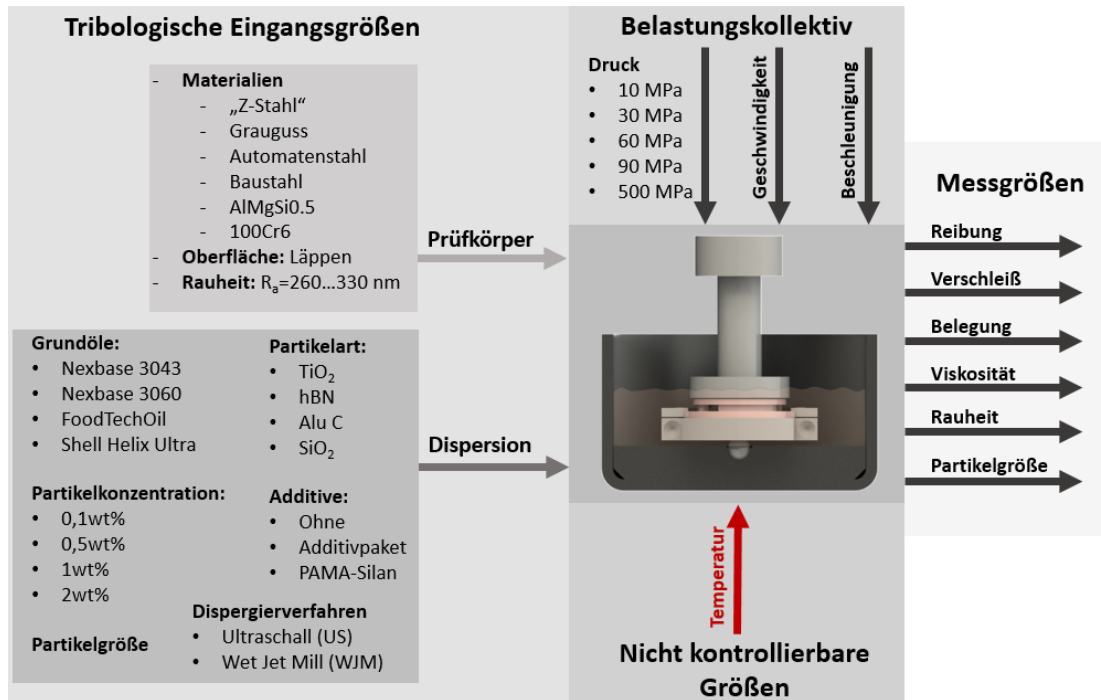 Tribologische Eingangsgrößen
- Materialien
- „Z-Stahl“
- Grauguss
- Automatenstahl
- Baustahl
- AlMgSi0.5
- 100Cr6
- Oberfläche: Läppen
- Rauheit: Rₐ=260…330 nm
Prüfkörper
Grundöle:
• Nexbase 3043
• Nexbase 3060
• FoodTechOil
• Shell Helix Ultra
Partikelart:
• TiO₂
• hBN
• Alu C
• SiO₂
Partikelkonzentration:
• 0,1wt%
• 0,5wt%
• 1wt%
• 2wt%
Additive:
• Ohne
• Additivpaket
• PAMA-Silan
Partikelgröße
Dispergierverfahren
• Ultraschall (US)
• Wet Jet Mill (WJM)
Dispersion
Belastungskollektiv
Druck
• 10 MPa
• 30 MPa
• 60 MPa
• 90 MPa
• 500 MPa
Geschwindigkeit
Beschleunigung
Temperatur
Nicht kontrollierbare
Größen
Messgrößen
Reibung
Verschleiß
Belegung
Viskosität
Rauheit
Partikelgröße